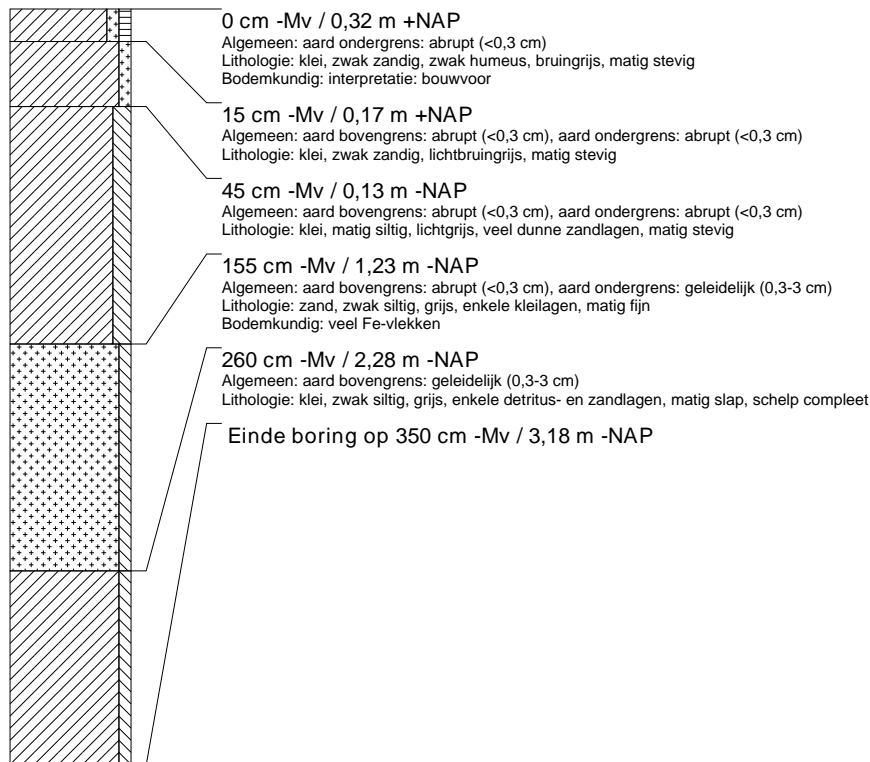 0 cm -Mv / 0,32 m +NAP
Algemeen: aard ondergrens: abrupt (<0,3 cm)
Lithologie: klei, zwak zandig, zwak humeus, bruingrijs, matig stevig
Bodemkundig: interpretatie: bouwvoor
15 cm -Mv / 0,17 m +NAP
Algemeen: aard bovengrens: abrupt (<0,3 cm), aard ondergrens: abrupt (<0,3 cm)
Lithologie: klei, zwak zandig, lichtbruingrijs, matig stevig
45 cm -Mv / 0,13 m -NAP
Algemeen: aard bovengrens: abrupt (<0,3 cm), aard ondergrens: abrupt (<0,3 cm)
Lithologie: klei, matig siltig, lichtgrijs, veel dunne zandlagen, matig stevig
155 cm -Mv / 1,23 m -NAP
Algemeen: aard bovengrens: abrupt (<0,3 cm), aard ondergrens: geleidelijk (0,3-3 cm)
Lithologie: zand, zwak siltig, grijs, enkele kleilagen, matig fijn
Bodemkundig: veel Fe-vlekken
260 cm -Mv / 2,28 m -NAP
Algemeen: aard bovengrens: geleidelijk (0,3-3 cm)
Lithologie: klei, zwak siltig, grijs, enkele detritus- en zandlagen, matig slap, schelp compleet
Einde boring op 350 cm -Mv / 3,18 m -NAP